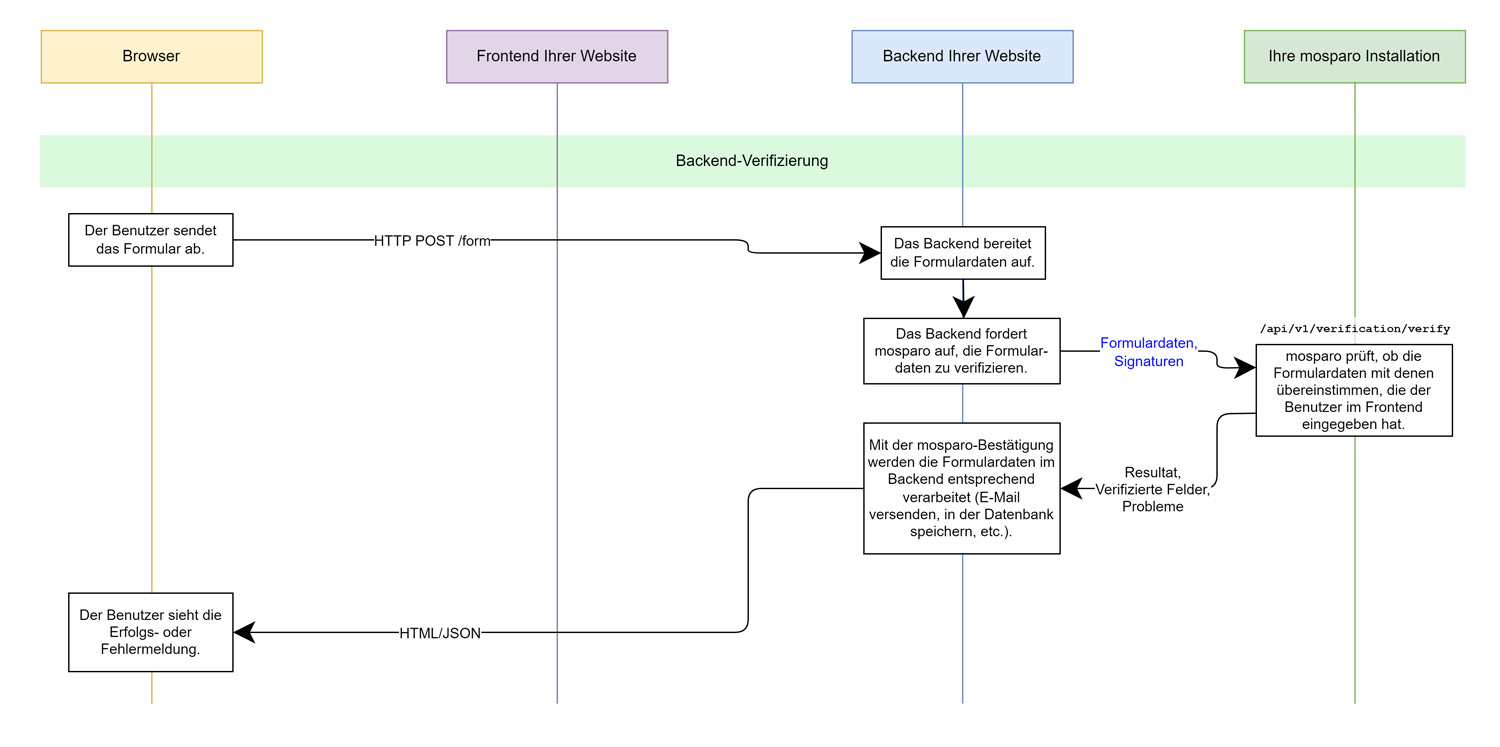 Browser
Frontend Ihrer Website
Backend Ihrer Website
Ihre mosparo Installation
Backend-Verifizierung
Der Benutzer sendet
das Formular ab.
HTTP POST /form
Das Backend bereitet
die Formulardaten auf.
Das Backend fordert
mosparo auf, die Formular-
daten zu verifizieren.
Formulardaten,
Signaturen
/api/v1/verification/verify
mosparo prüft, ob die
Formulardaten mit denen
übereinstimmen, die der
Benutzer im Frontend
eingegeben hat.
Resultat,
Verifizierte Felder,
Probleme
Mit der mosparo-Bestätigung
werden die Formulardaten im
Backend entsprechend
verarbeitet (E-Mail
versenden, in der Datenbank
speichern, etc.).
HTML/JSON
Der Benutzer sieht die
Erfolgs- oder
Fehlermeldung.